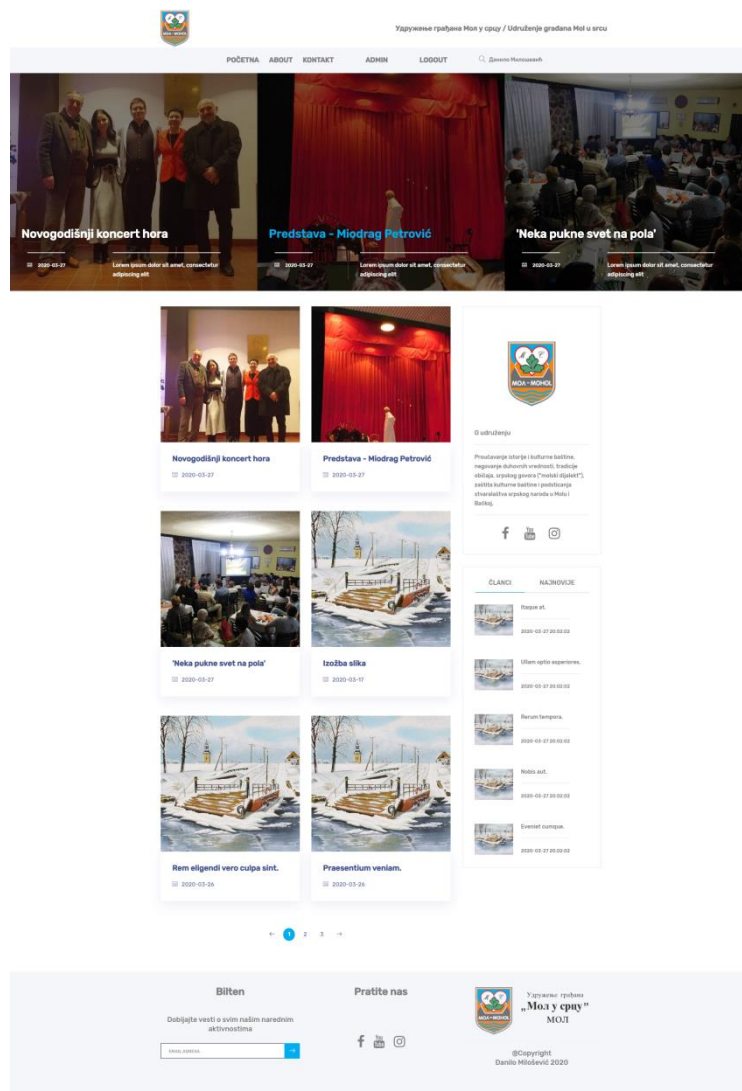 МОЛ-MOHOL
Удружење грађана Мол у срцу / Udruženje građana Mol u srcu
POČETNA ABOUT KONTAKT ADMIN LOGOUT Данило Милошевић
Novogodišnji koncert hora
2020-03-27
Lorem ipsum dolor sit amet, consectetur
adipiscing elit
Predstava - Miodrag Petrović
2020-03-27
Lorem ipsum dolor sit amet, consectetur
adipiscing elit
'Neka pukne svet na pola'
2020-03-27
Lorem ipsum dolor sit amet, consectetur
adipiscing elit
Novogodišnji koncert hora
2020-03-27
Predstava - Miodrag Petrović
2020-03-27
'Neka pukne svet na pola'
2020-03-27
Izožba slika
2020-03-17
Rem eligendi vero culpa sint.
2020-03-26
Praesentium veniam.
2020-03-26
← 1 2 3 →
МОЛ-MOHOL
O udruženju
Proučavanje istorije i kulturne baštine,
negovanje duhovnih vrednosti, tradicije
običaja, srpskog govora ("molski dijalekt"),
zaštita kulturne baštine i podsticanja
stvaralaštva srpskog naroda u Molu i
Bačkoj.
ČLANCI NAJNOVIJE
Itaque et.
2020-03-27 20:02:02
Ullam optio asperiores.
2020-03-27 20:02:02
Rerum tempora.
2020-03-27 20:02:02
Nobis aut.
2020-03-27 20:02:02
Eveniet cumque.
2020-03-27 20:02:02
Bilten
Dobijajte vesti o svim našim narednim
aktivnostima
EMAIL ADRESA
Pratite nas
МОЛ-MOHOL
Удружење грађана
„Мол у срцу"
МОЛ
@Copyright
Danilo Milošević 2020